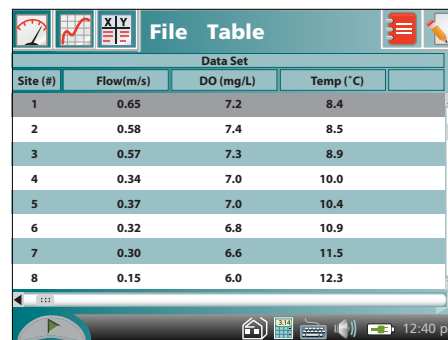 X Y
File Table
Data Set
Site (#) Flow(m/s) DO (mg/L) Temp (˚C)
1 0.65 7.2 8.4
2 0.58 7.4 8.5
3 0.57 7.3 8.9
4 0.34 7.0 10.0
5 0.37 7.0 10.4
6 0.32 6.8 10.9
7 0.30 6.6 11.5
8 0.15 6.0 12.3
3.14 12:40 p